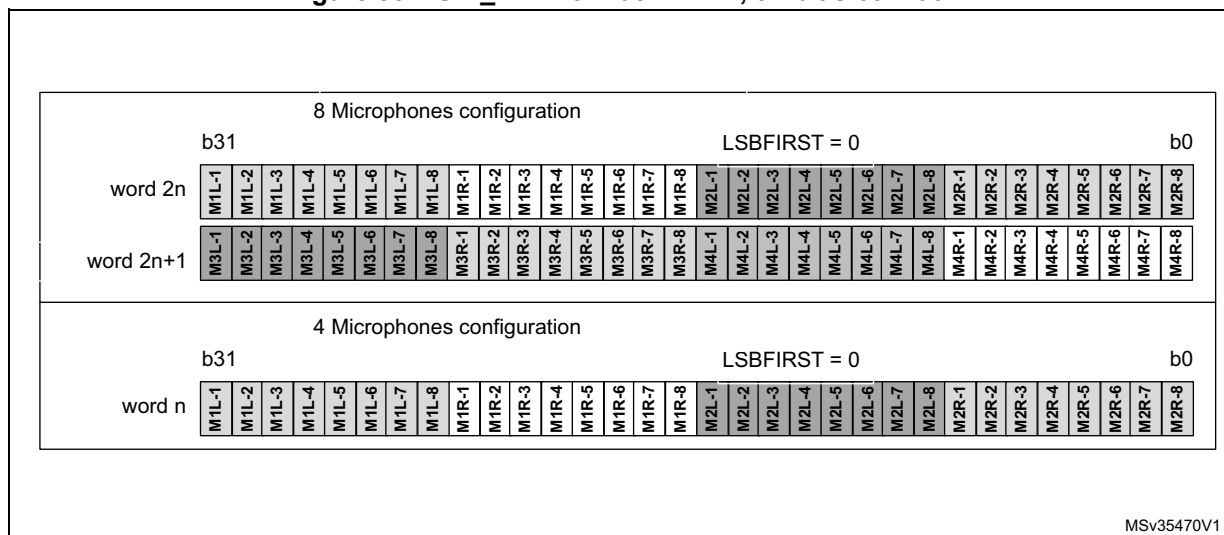 8 Microphones configuration
b31 LSBFIRST = 0 b0
word 2n M1L-1 M1L-2 M1L-3 M1L-4 M1L-5 M1L-6 M1L-7 M1L-8 M1R-1 M1R-2 M1R-3 M1R-4 M1R-5 M1R-6 M1R-7 M1R-8 M2L-1 M2L-2 M2L-3 M2L-4 M2L-5 M2L-6 M2L-7 M2L-8 M2R-1 M2R-2 M2R-3 M2R-4 M2R-5 M2R-6 M2R-7 M2R-8
word 2n+1 M3L-1 M3L-2 M3L-3 M3L-4 M3L-5 M3L-6 M3L-7 M3L-8 M3R-1 M3R-2 M3R-3 M3R-4 M3R-5 M3R-6 M3R-7 M3R-8 M4L-1 M4L-2 M4L-3 M4L-4 M4L-5 M4L-6 M4L-7 M4L-8 M4R-1 M4R-2 M4R-3 M4R-4 M4R-5 M4R-6 M4R-7 M4R-8
4 Microphones configuration
b31 LSBFIRST = 0 b0
word n M1L-1 M1L-2 M1L-3 M1L-4 M1L-5 M1L-6 M1L-7 M1L-8 M1R-1 M1R-2 M1R-3 M1R-4 M1R-5 M1R-6 M1R-7 M1R-8 M2L-1 M2L-2 M2L-3 M2L-4 M2L-5 M2L-6 M2L-7 M2L-8 M2R-1 M2R-2 M2R-3 M2R-4 M2R-5 M2R-6 M2R-7 M2R-8
MSv35470V1